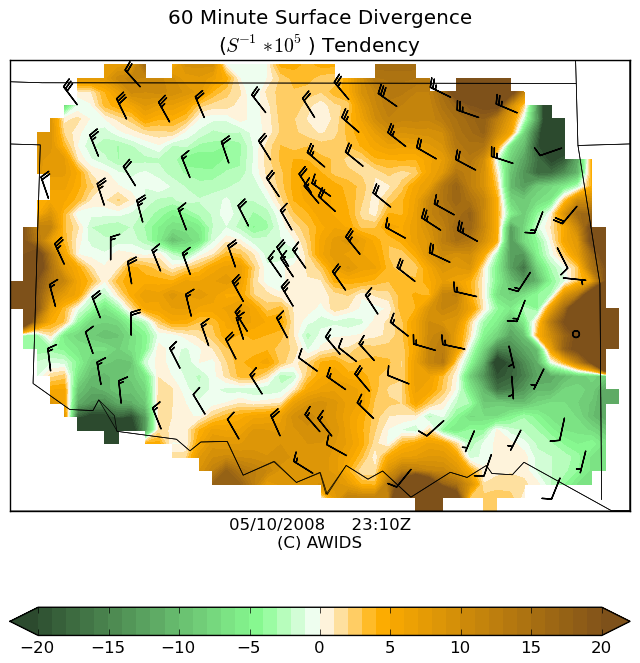 60 Minute Surface Divergence
(S⁻¹ * 10⁵ ) Tendency
05/10/2008 23:10Z
(C) AWIDS
−20 −15 −10 −5 0 5 10 15 20